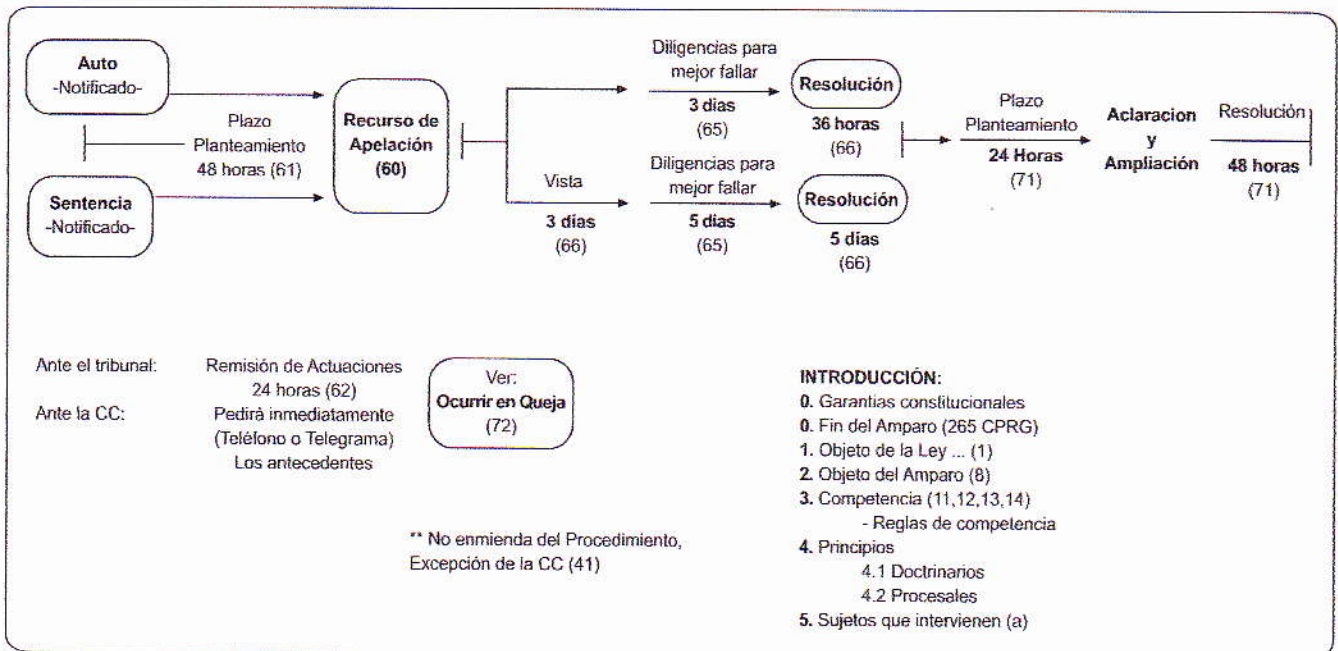 Auto
-Notificado-
Plazo
Planteamiento
48 horas (61)
Sentencia
-Notificado-
Recurso de
Apelación
(60)
Diligencias para
mejor fallar
3 días
(65)
Resolución
36 horas
(66)
Vista
3 días
(66)
Diligencias para
mejor fallar
5 días
(65)
Resolución
5 días
(66)
Plazo
Planteamiento
24 Horas
(71)
Aclaracion
y
Ampliación
Resolución
48 horas
(71)
Ante el tribunal:
Remisión de Actuaciones
24 horas (62)
Ante la CC:
Pedirá inmediatamente
(Teléfono o Telegrama)
Los antecedentes
Ver:
Ocurrir en Queja
(72)
** No enmienda del Procedimiento,
Excepción de la CC (41)
INTRODUCCIÓN:
0. Garantias constitucionales
0. Fin del Amparo (265 CPRG)
1. Objeto de la Ley ... (1)
2. Objeto del Amparo (8)
3. Competencia (11,12,13,14)
- Reglas de competencia
4. Principios
4.1 Doctrinarios
4.2 Procesales
5. Sujetos que intervienen (a)